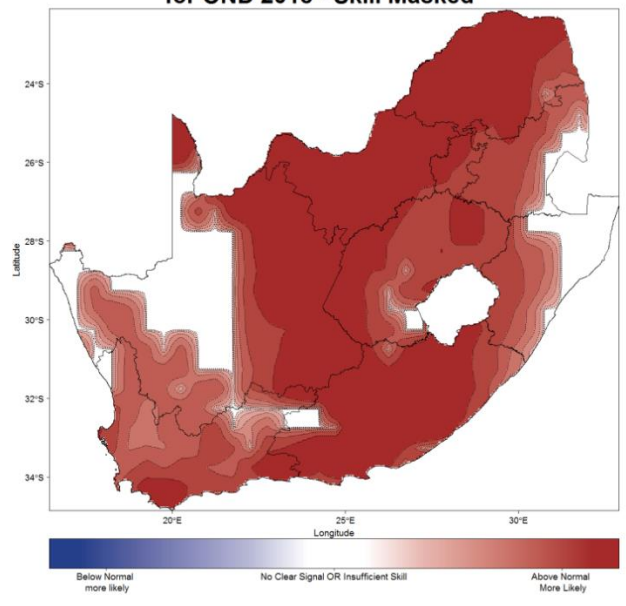 for OND - Skill Masked
24°S
26°S
28°S
30°S
32°S
34°S
Latitude
20°E 25°E 30°E
Longitude
Below Normal No Clear Signal OR Insufficient Skill Above Normal
more likely More Likely